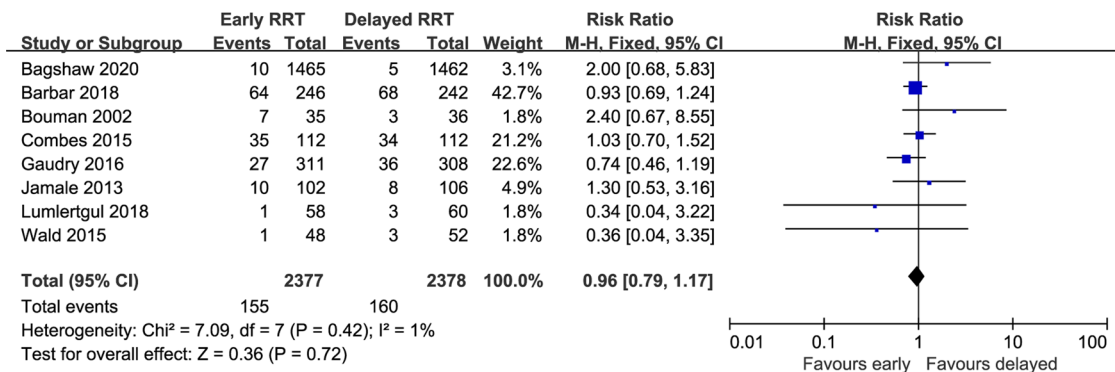 Early RRT Delayed RRT Risk Ratio Risk Ratio
Study or Subgroup Events Total Events Total Weight M-H, Fixed, 95% CI M-H, Fixed, 95% CI
Bagshaw 2020 10 1465 5 1462 3.1% 2.00 [0.68, 5.83]
Barbar 2018 64 246 68 242 42.7% 0.93 [0.69, 1.24]
Bouman 2002 7 35 3 36 1.8% 2.40 [0.67, 8.55]
Combes 2015 35 112 34 112 21.2% 1.03 [0.70, 1.52]
Gaudry 2016 27 311 36 308 22.6% 0.74 [0.46, 1.19]
Jamale 2013 10 102 8 106 4.9% 1.30 [0.53, 3.16]
Lumlertgul 2018 1 58 3 60 1.8% 0.34 [0.04, 3.22]
Wald 2015 1 48 3 52 1.8% 0.36 [0.04, 3.35]
Total (95% CI) 2377 2378 100.0% 0.96 [0.79, 1.17]
Total events 155 160
Heterogeneity: Chi² = 7.09, df = 7 (P = 0.42); I² = 1%
Test for overall effect: Z = 0.36 (P = 0.72)
0.01 0.1 1 10 100
Favours early Favours delayed